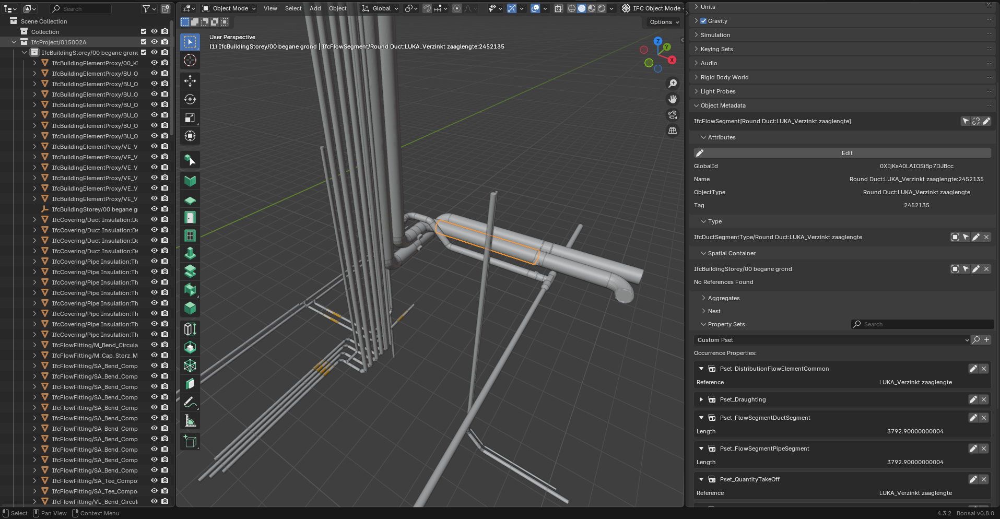 Search
Object Mode
View
Select
Add
Object
Global
IFC Object Mode
Options
Scene Collection
Collection
IfcProject/015002A
IfcBuildingStorey/00 begane grond
IfcBuildingElementProxy/00_K
IfcBuildingElementProxy/BU_O
IfcBuildingElementProxy/BU_O
IfcBuildingElementProxy/BU_O
IfcBuildingElementProxy/BU_O
IfcBuildingElementProxy/BU_O
IfcBuildingElementProxy/BU_O
IfcBuildingElementProxy/BU_O
IfcBuildingElementProxy/VE_V
IfcBuildingElementProxy/VE_V
IfcBuildingElementProxy/VE_V
IfcBuildingElementProxy/VE_V
IfcBuildingElementProxy/VE_V
IfcBuildingElementProxy/VE_V
IfcBuildingStorey/00 begane g
IfcCovering/Duct Insulation:De
IfcCovering/Duct Insulation:De
IfcCovering/Duct Insulation:De
IfcCovering/Duct Insulation:De
IfcCovering/Pipe Insulation:Th
IfcCovering/Pipe Insulation:Th
IfcCovering/Pipe Insulation:Th
IfcCovering/Pipe Insulation:Th
IfcCovering/Pipe Insulation:Th
IfcCovering/Pipe Insulation:Th
IfcCovering/Pipe Insulation:Th
IfcCovering/Pipe Insulation:Th
IfcFlowFitting/M_Bend_Circula
IfcFlowFitting/M_Cap_Storz_M
IfcFlowFitting/SA_Bend_Comp
IfcFlowFitting/SA_Bend_Comp
IfcFlowFitting/SA_Bend_Comp
IfcFlowFitting/SA_Bend_Comp
IfcFlowFitting/SA_Bend_Comp
IfcFlowFitting/SA_Bend_Comp
IfcFlowFitting/SA_Bend_Comp
IfcFlowFitting/SA_Bend_Comp
IfcFlowFitting/SA_Bend_Comp
IfcFlowFitting/SA_Bend_Comp
IfcFlowFitting/SA_Bend_Comp
IfcFlowFitting/SA_Tee_Compo
IfcFlowFitting/SA_Tee_Compo
IfcFlowFitting/VE_Bend_Circul
User Perspective
(1) IfcBuildingStorey/00 begane grond | IfcFlowSegment/Round Duct:LUKA_Verzinkt zaaglengte:2452135
Z
Y
X
Units
Gravity
Simulation
Keying Sets
Audio
Rigid Body World
Light Probes
Object Metadata
IfcFlowSegment[Round Duct:LUKA_Verzinkt zaaglengte]
Attributes
Edit
GlobalId 0XIjKs40LAIOSiBp7DJBcc
Name Round Duct:LUKA_Verzinkt zaaglengte:2452135
ObjectType Round Duct:LUKA_Verzinkt zaaglengte
Tag 2452135
Type
IfcDuctSegmentType/Round Duct:LUKA_Verzinkt zaaglengte
Spatial Container
IfcBuildingStorey/00 begane grond
No References Found
Aggregates
Nest
Property Sets Search
Custom Pset
Occurrence Properties:
Pset_DistributionFlowElementCommon
Reference LUKA_Verzinkt zaaglengte
Pset_Draughting
Pset_FlowSegmentDuctSegment
Length 3792.90000000004
Pset_FlowSegmentPipeSegment
Length 3792.90000000004
Pset_QuantityTakeOff
Reference LUKA_Verzinkt zaaglengte
Select
Pan View
Context Menu
4.3.2 Bonsai v0.8.0